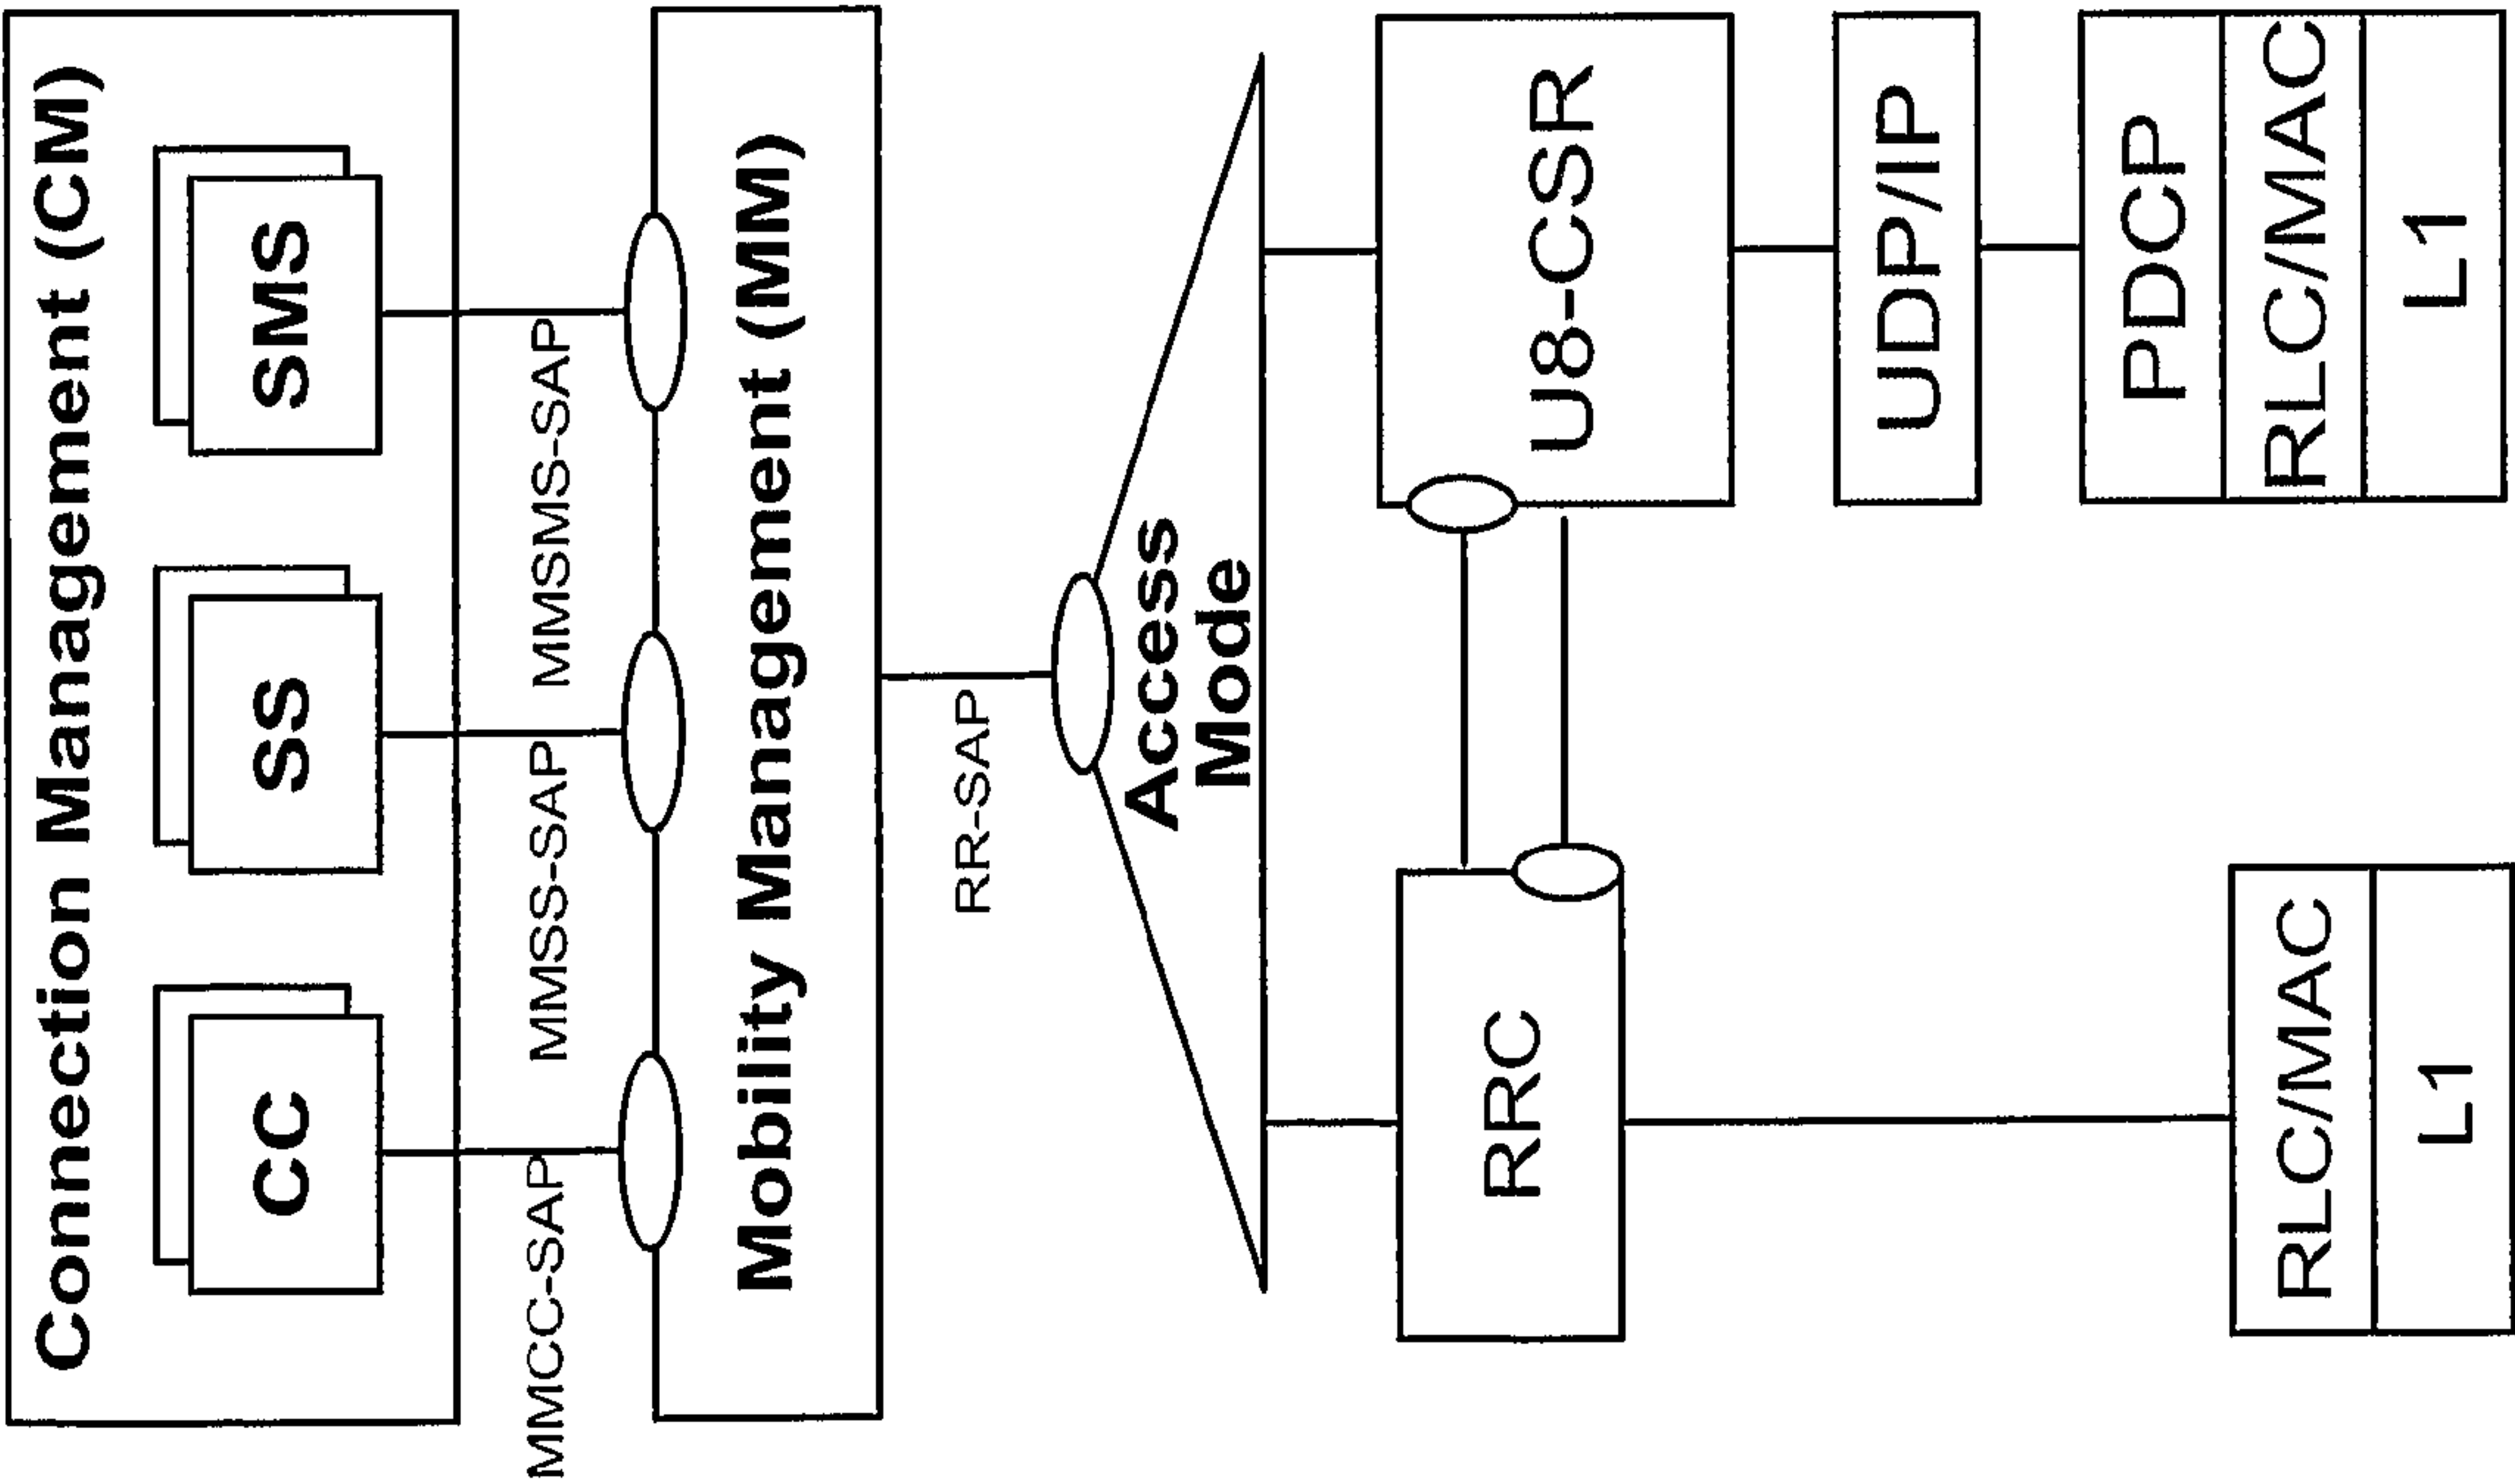 Connection Management (CM)
CC
SS
SMS
MMCC-SAP
MMSS-SAP
MMSMS-SAP
Mobility Management (MM)
RR-SAP
Access
Mode
RRC
U8-CSR
UDP/IP
PDCP
RLC/MAC
L1
RLC/MAC
L1